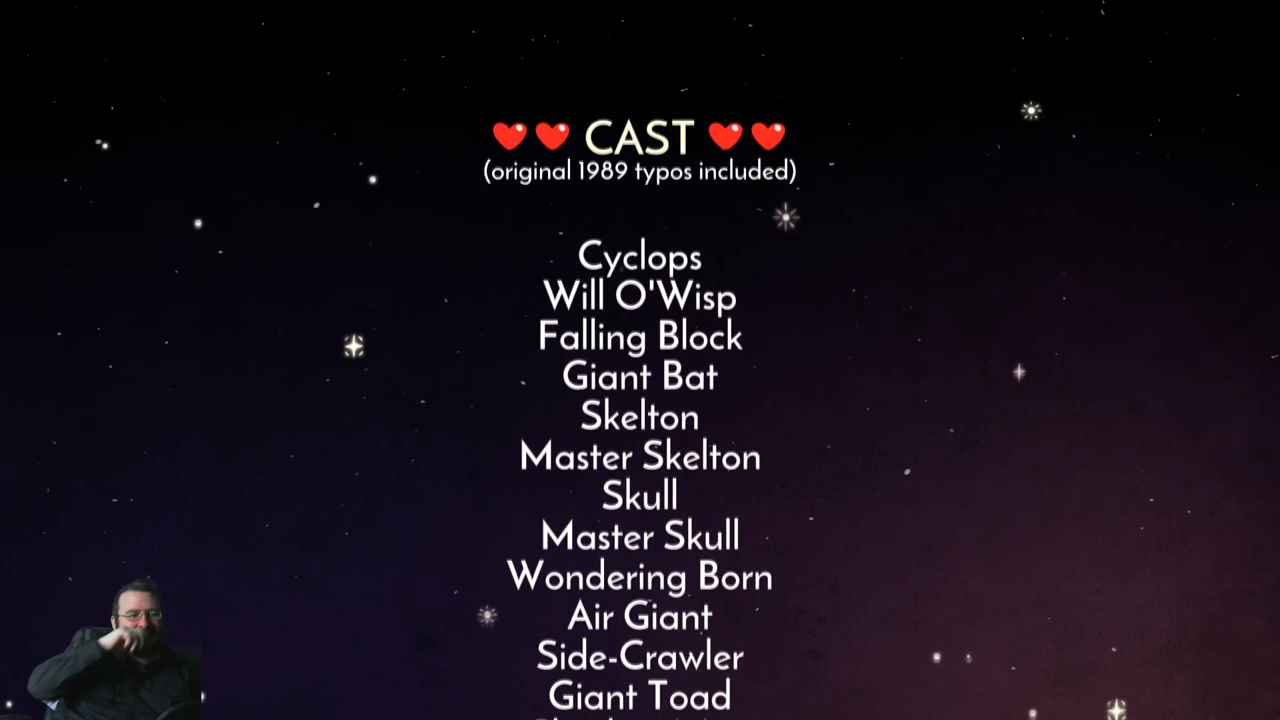 ❤️❤️ CAST ❤️❤️
(original 1989 typos included)
Cyclops
Will O'Wisp
Falling Block
Giant Bat
Skelton
Master Skelton
Skull
Master Skull
Wondering Born
Air Giant
Side-Crawler
Giant Toad